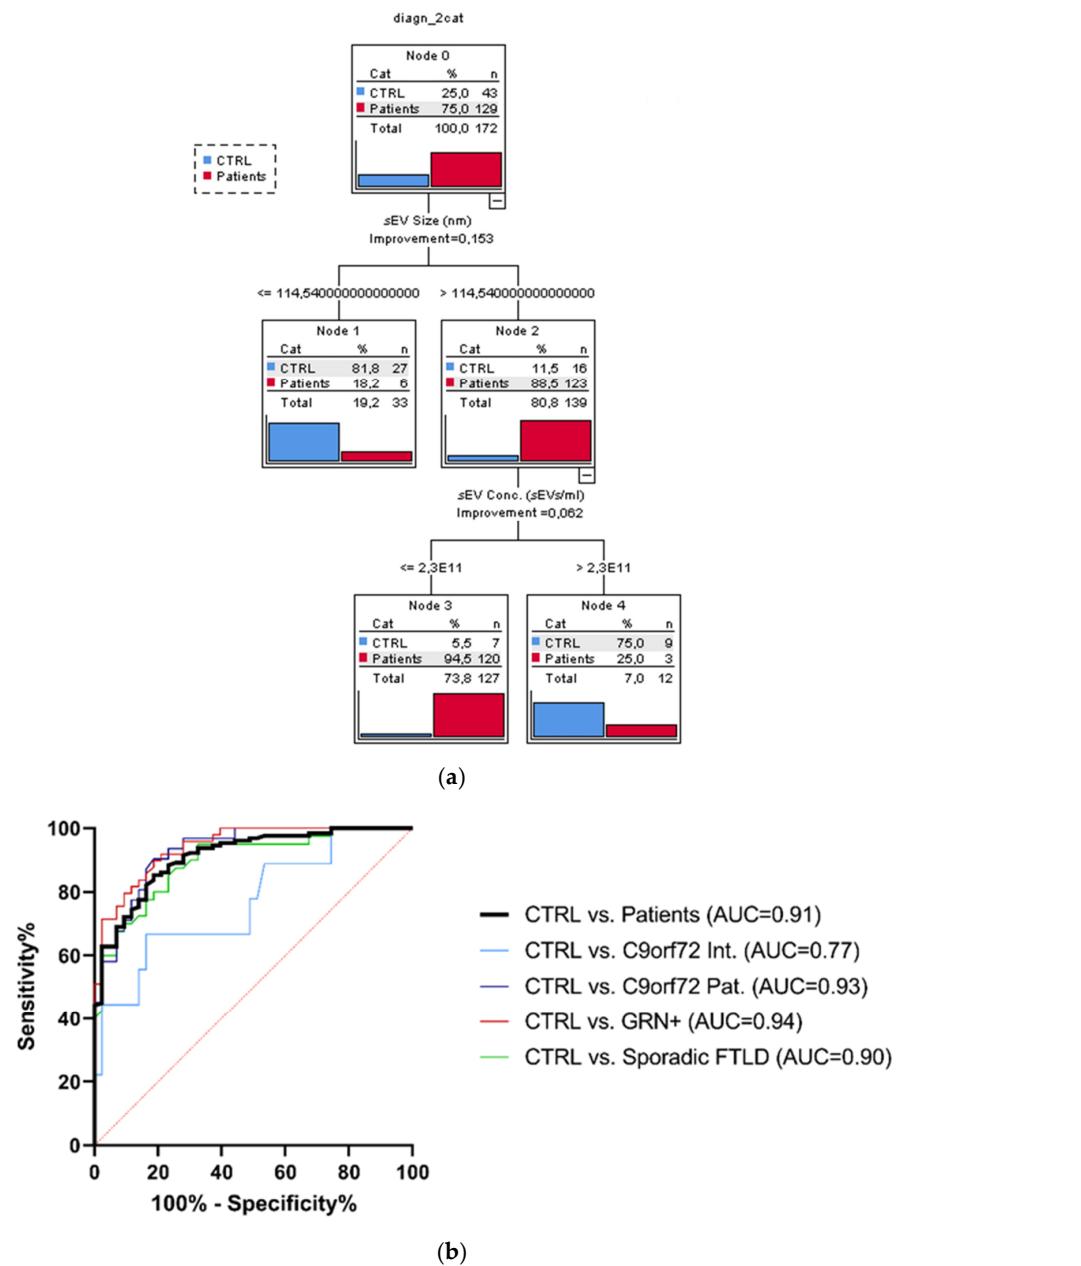 diagn_2cat
Node 0
Cat % n
CTRL 25,0 43
Patients 75,0 129
Total 100,0 172
CTRL
Patients
sEV Size (nm)
Improvement=0,153
<= 114,540000000000000 > 114,540000000000000
Node 1
Cat % n
CTRL 81,8 27
Patients 18,2 6
Total 19,2 33
Node 2
Cat % n
CTRL 11,5 16
Patients 88,5 123
Total 80,8 139
sEV Conc. (sEVs/ml)
Improvement =0,062
<= 2,3E11 > 2,3E11
Node 3
Cat % n
CTRL 5,5 7
Patients 94,5 120
Total 73,8 127
Node 4
Cat % n
CTRL 75,0 9
Patients 25,0 3
Total 7,0 12
(a)
100
80
60
40
20
0
Sensitivity%
0 20 40 60 80 100
100% - Specificity%
CTRL vs. Patients (AUC=0.91)
CTRL vs. C9orf72 Int. (AUC=0.77)
CTRL vs. C9orf72 Pat. (AUC=0.93)
CTRL vs. GRN+ (AUC=0.94)
CTRL vs. Sporadic FTLD (AUC=0.90)
(b)